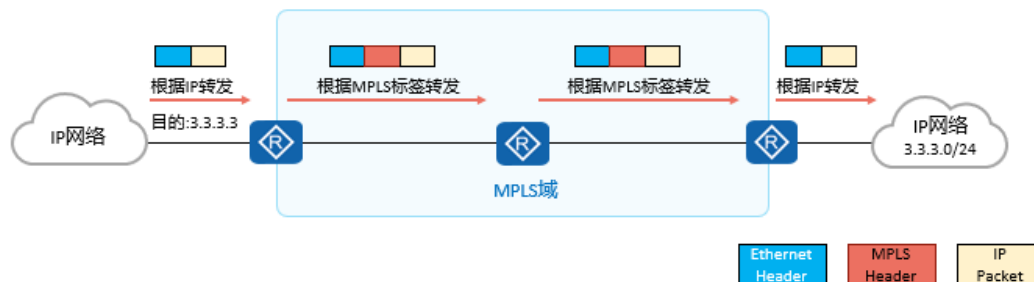 根据IP转发
根据MPLS标签转发
根据MPLS标签转发
根据IP转发
目的:3.3.3.3
IP网络
R
R
R
IP网络
3.3.3.0/24
MPLS域
Ethernet
Header
MPLS
Header
IP
Packet